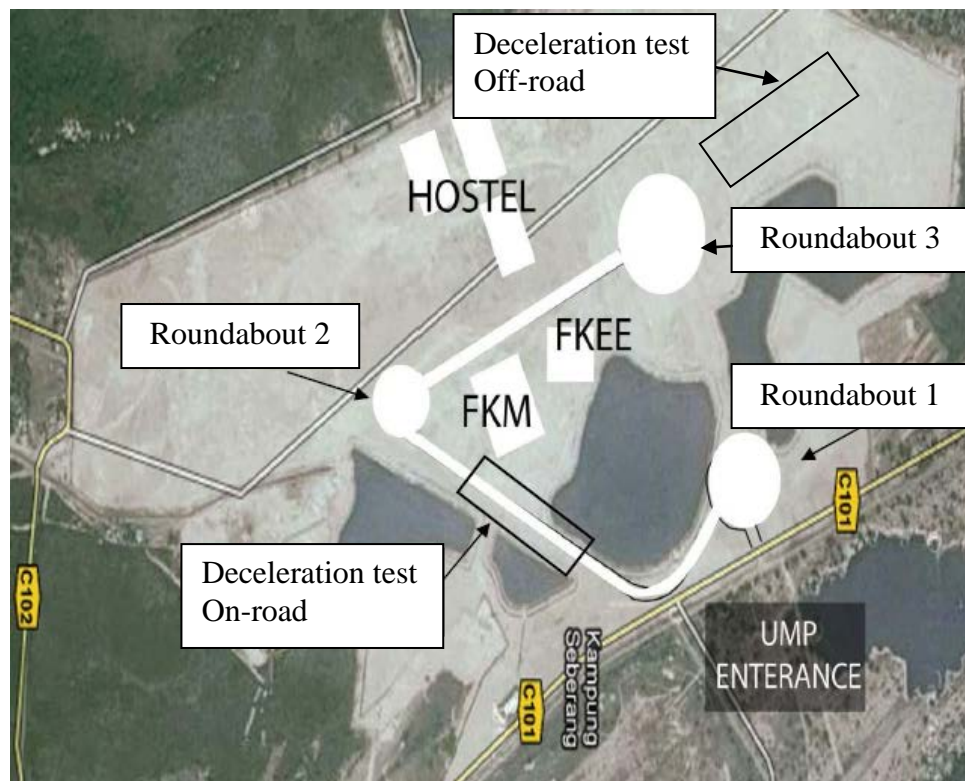 Deceleration test
Off-road
HOSTEL
Roundabout 3
Roundabout 2
FKEE
FKM
Roundabout 1
C101
Deceleration test
On-road
C102
Kampung
Seberang
UMP
ENTERANCE
C101